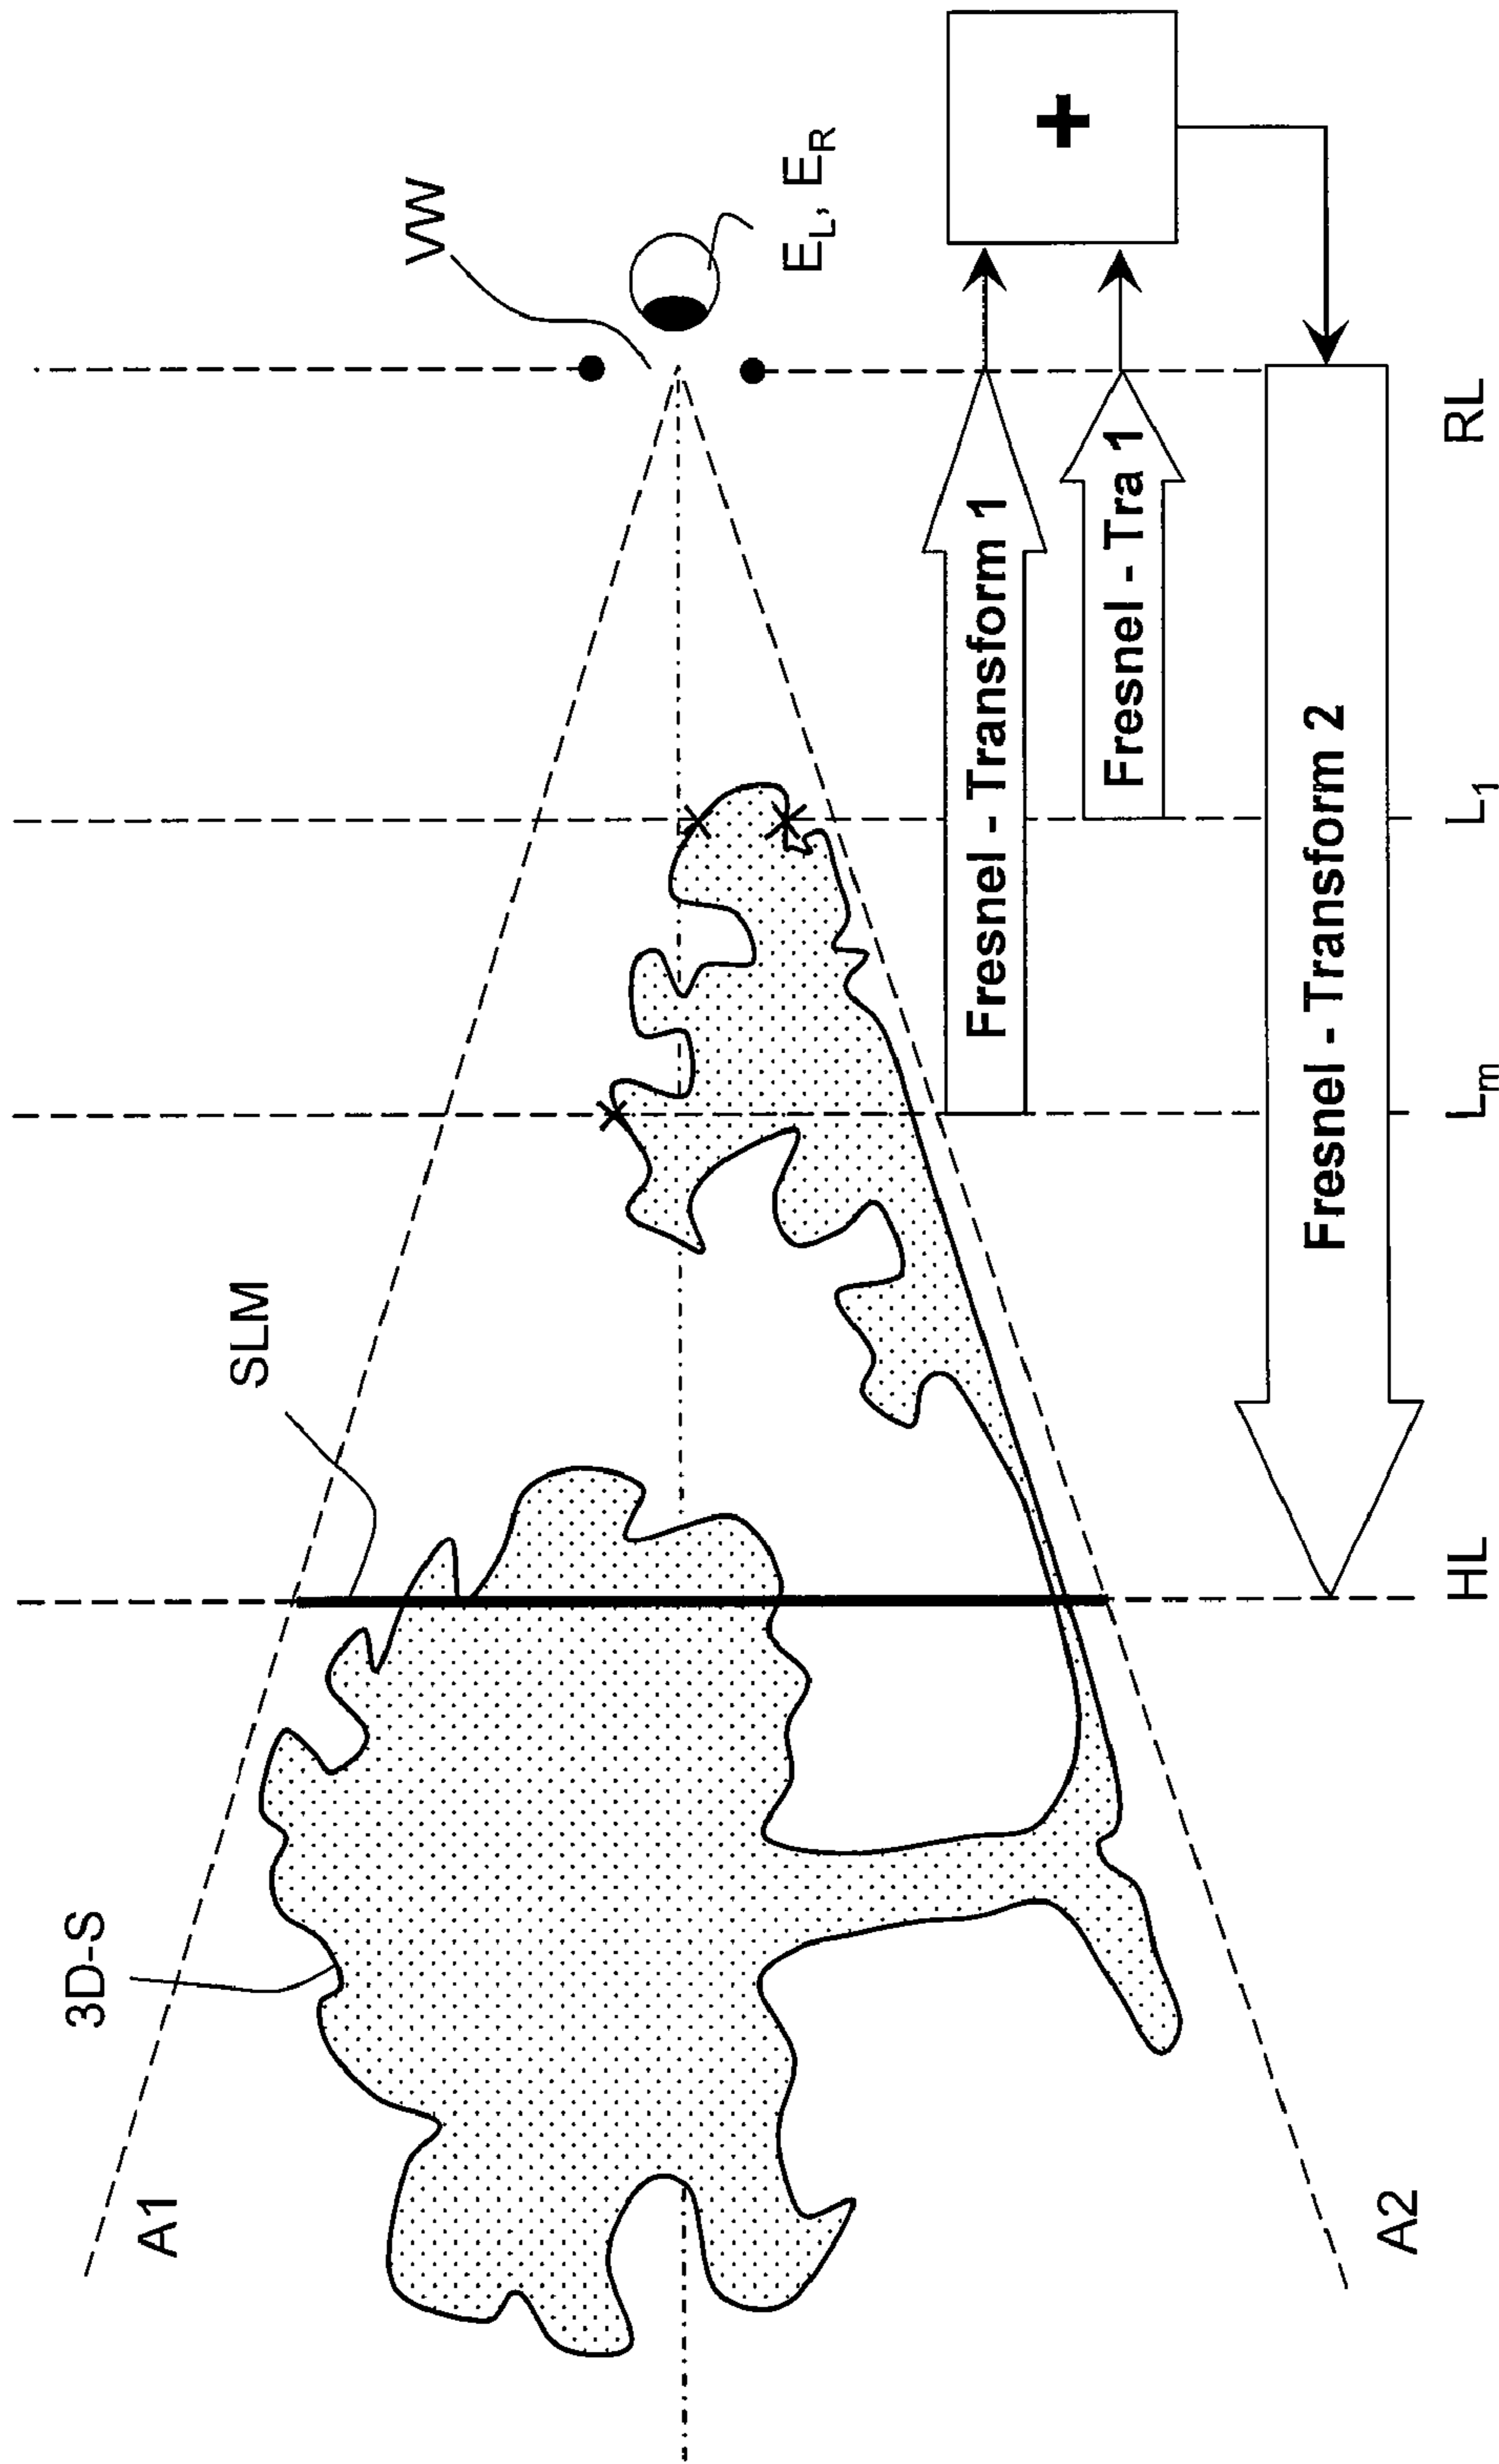 VW
E_L, E_R
SLM
3D-S
A1
A2
+
Fresnel - Transform 1
Fresnel - Tra 1
Fresnel - Transform 2
HL
L_m
L_1
RL